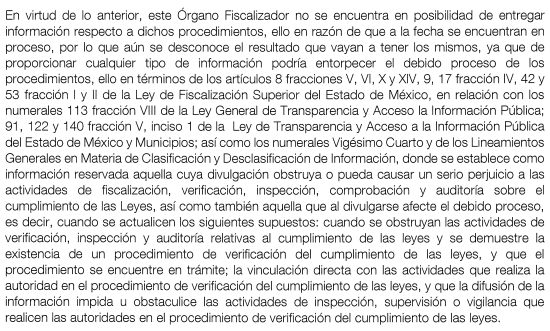 En virtud de lo anterior, este Órgano Fiscalizador no se encuentra en posibilidad de entregar
información respecto a dichos procedimientos, ello en razón de que a la fecha se encuentran en
proceso, por lo que aún se desconoce el resultado que vayan a tener los mismos, ya que de
proporcionar cualquier tipo de información podría entorpecer el debido proceso de los
procedimientos, ello en términos de los artículos 8 fracciones V, VI, X y XIV, 9, 17 fracción IV, 42 y
53 fracción I y II de la Ley de Fiscalización Superior del Estado de México, en relación con los
numerales 113 fracción VIII de la Ley General de Transparencia y Acceso la Información Pública;
91, 122 y 140 fracción V, inciso 1 de la Ley de Transparencia y Acceso a la Información Pública
del Estado de México y Municipios; así como los numerales Vigésimo Cuarto y de los Lineamientos
Generales en Materia de Clasificación y Desclasificación de Información, donde se establece como
información reservada aquella cuya divulgación obstruya o pueda causar un serio perjuicio a las
actividades de fiscalización, verificación, inspección, comprobación y auditoría sobre el
cumplimiento de las Leyes, así como también aquella que al divulgarse afecte el debido proceso,
es decir, cuando se actualicen los siguientes supuestos: cuando se obstruyan las actividades de
verificación, inspección y auditoría relativas al cumplimiento de las leyes y se demuestre la
existencia de un procedimiento de verificación del cumplimiento de las leyes, y que el
procedimiento se encuentre en trámite; la vinculación directa con las actividades que realiza la
autoridad en el procedimiento de verificación del cumplimiento de las leyes, y que la difusión de la
información impida u obstaculice las actividades de inspección, supervisión o vigilancia que
realicen las autoridades en el procedimiento de verificación del cumplimiento de las leyes.